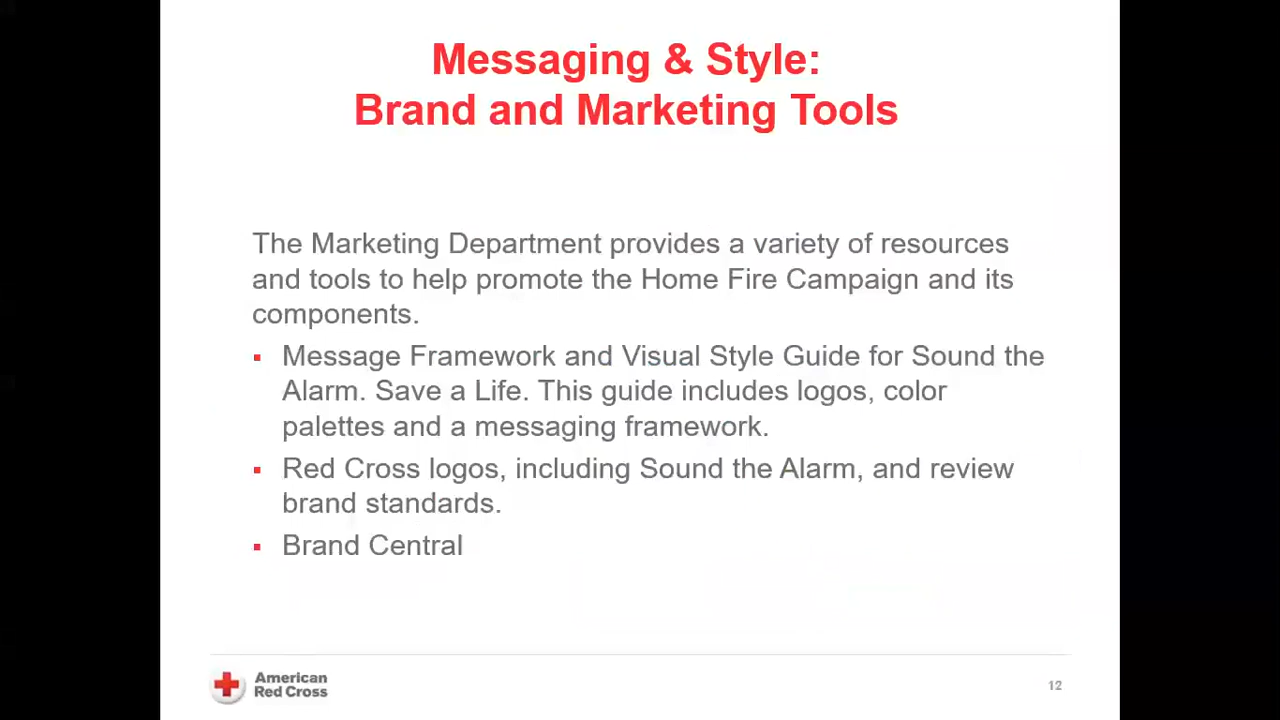 Messaging & Style:
Brand and Marketing Tools
The Marketing Department provides a variety of resources
and tools to help promote the Home Fire Campaign and its
components.
▪ Message Framework and Visual Style Guide for Sound the
Alarm. Save a Life. This guide includes logos, color
palettes and a messaging framework.
▪ Red Cross logos, including Sound the Alarm, and review
brand standards.
▪ Brand Central
American
Red Cross
12